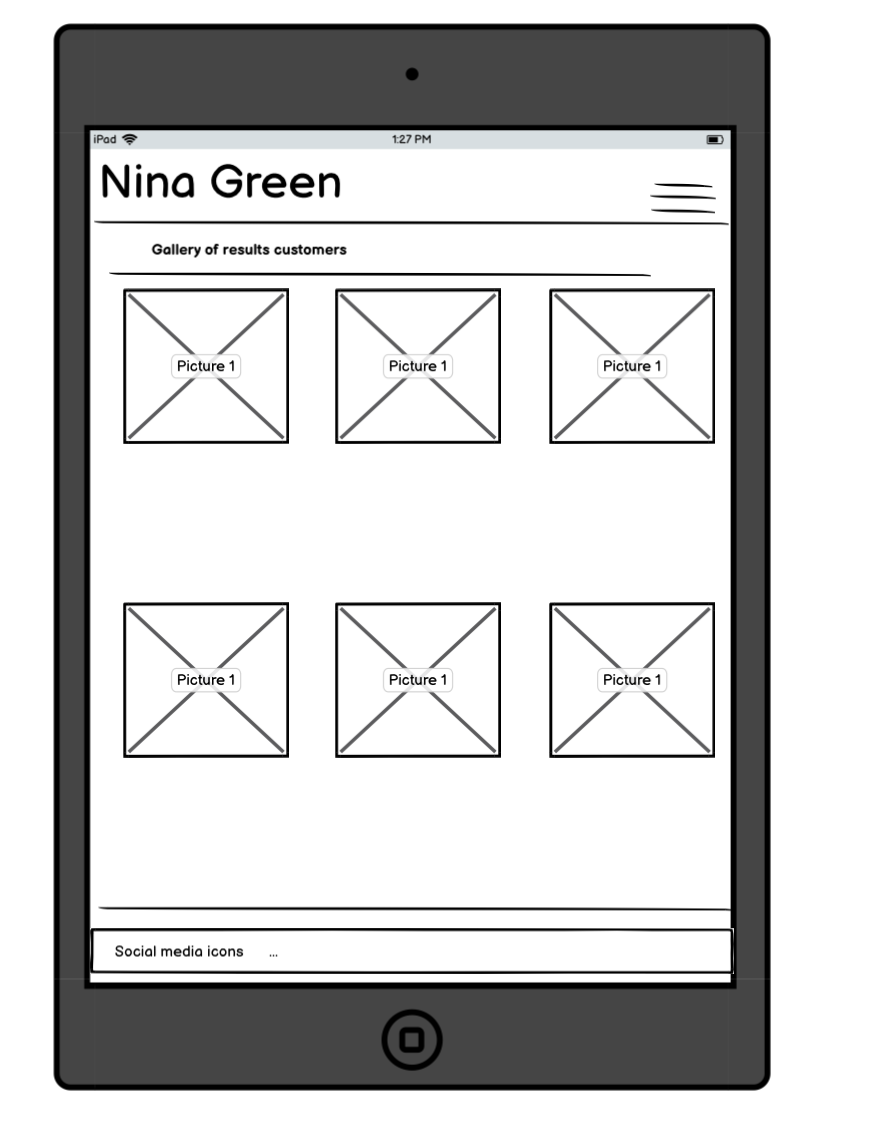 iPad
1:27 PM
Nina Green
Gallery of results customers
Picture 1
Picture 1
Picture 1
Picture 1
Picture 1
Picture 1
Social media icons ...